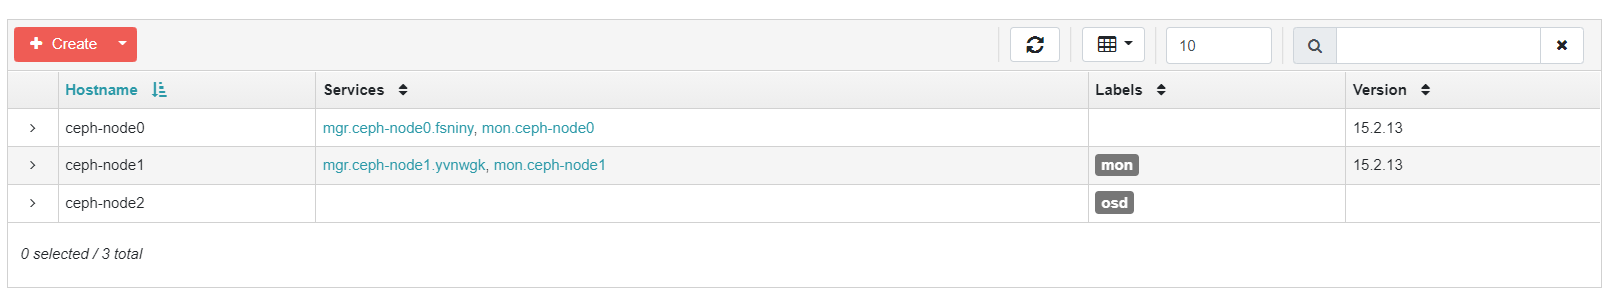 Create 10
Hostname Services Labels Version
ceph-node0 mgr.ceph-node0.fsniny, mon.ceph-node0 15.2.13
ceph-node1 mgr.ceph-node1.yvnwgk, mon.ceph-node1 mon 15.2.13
ceph-node2 osd
0 selected / 3 total